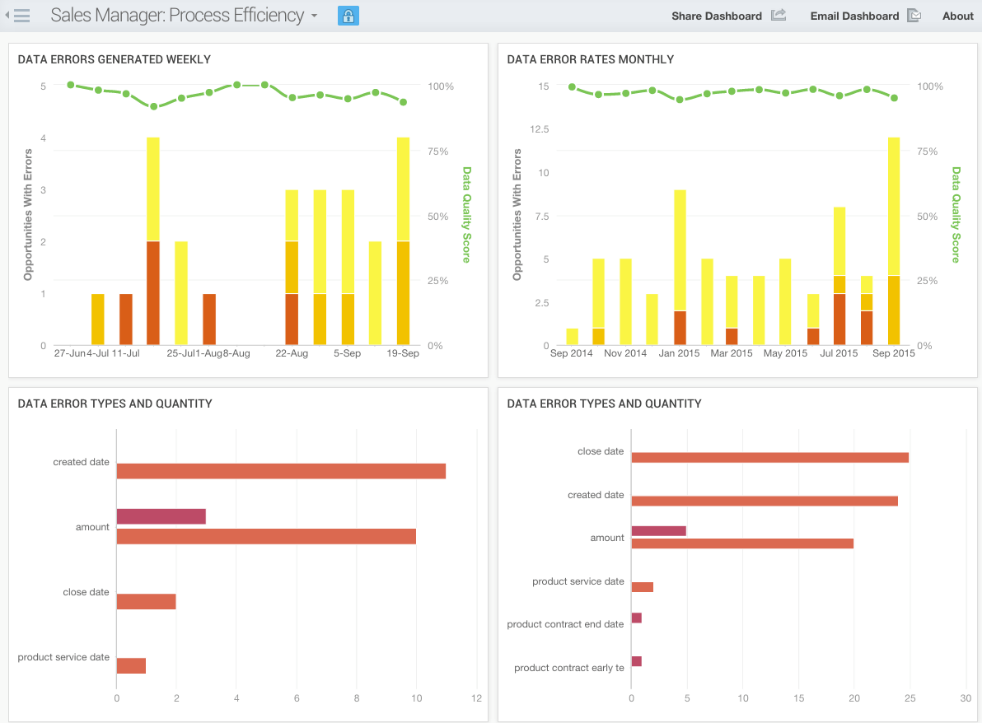 Sales Manager: Process Efficiency
Share Dashboard
Email Dashboard
About
DATA ERRORS GENERATED WEEKLY
Opportunities With Errors
5
4
3
2
1
0
100%
75%
50%
25%
0%
Data Quality Score
27-Jun 4-Jul 11-Jul 25-Jul 1-Aug 8-Aug 22-Aug 5-Sep 19-Sep
DATA ERROR RATES MONTHLY
Opportunities With Errors
15
12.5
10
7.5
5
2.5
0
100%
75%
50%
25%
0%
Data Quality Score
Sep 2014 Nov 2014 Jan 2015 Mar 2015 May 2015 Jul 2015 Sep 2015
DATA ERROR TYPES AND QUANTITY
created date
amount
close date
product service date
0 2 4 6 8 10 12
DATA ERROR TYPES AND QUANTITY
close date
created date
amount
product service date
product contract end date
product contract early te
0 5 10 15 20 25 30